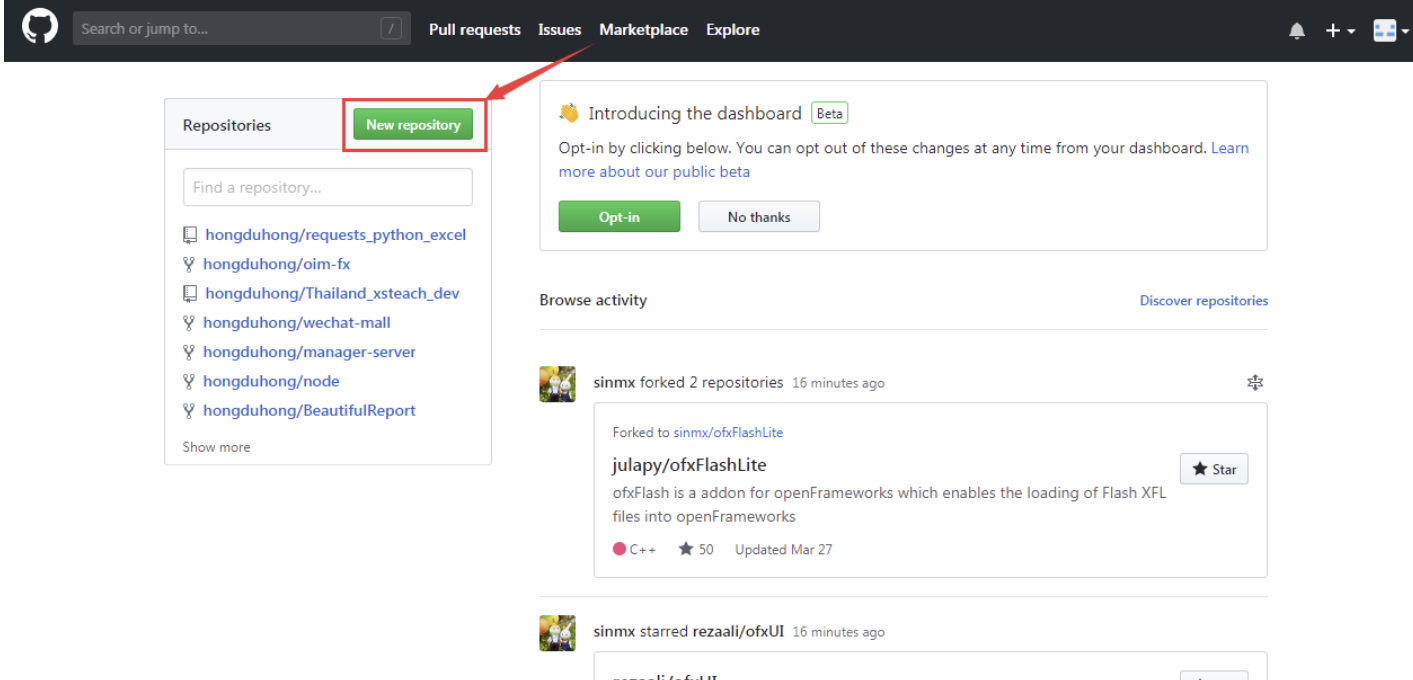 Search or jump to... /
Pull requests Issues Marketplace Explore
Repositories
New repository
Find a repository...
hongduhong/requests_python_excel
hongduhong/oim-fx
hongduhong/Thailand_xsteach_dev
hongduhong/wechat-mall
hongduhong/manager-server
hongduhong/node
hongduhong/BeautifulReport
Show more
Introducing the dashboard Beta
Opt-in by clicking below. You can opt out of these changes at any time from your dashboard. Learn
more about our public beta
Opt-in No thanks
Browse activity Discover repositories
sinmx forked 2 repositories 16 minutes ago
Forked to sinmx/ofxFlashLite
julapy/ofxFlashLite
Star
ofxFlash is a addon for openFrameworks which enables the loading of Flash XFL
files into openFrameworks
C++ 50 Updated Mar 27
sinmx starred rezaali/ofxUI 16 minutes ago
rezaali/ofxUI